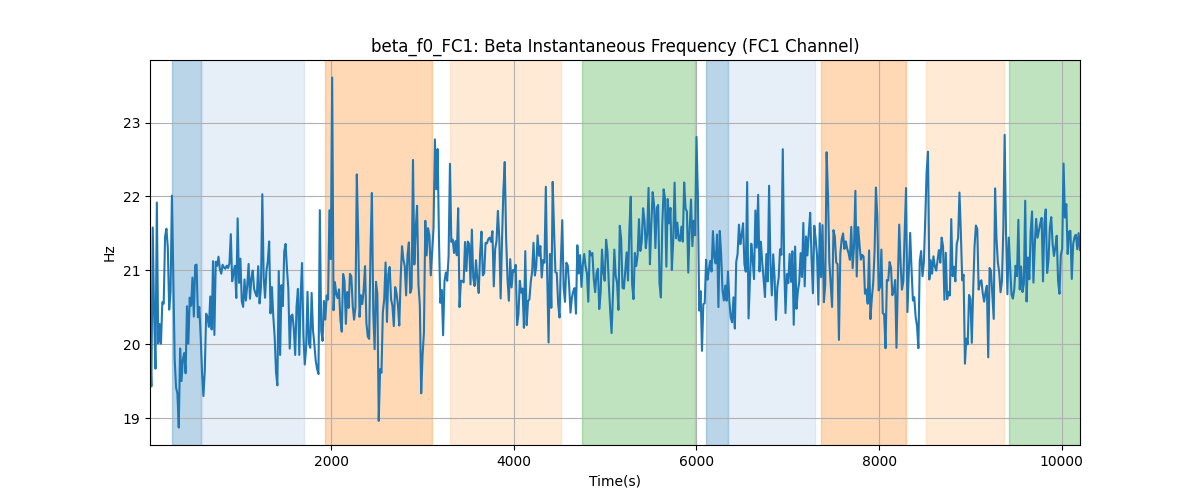 beta_f0_FC1: Beta Instantaneous Frequency (FC1 Channel)
23
22
21
20
19
Hz
2000 4000 6000 8000 10000
Time(s)